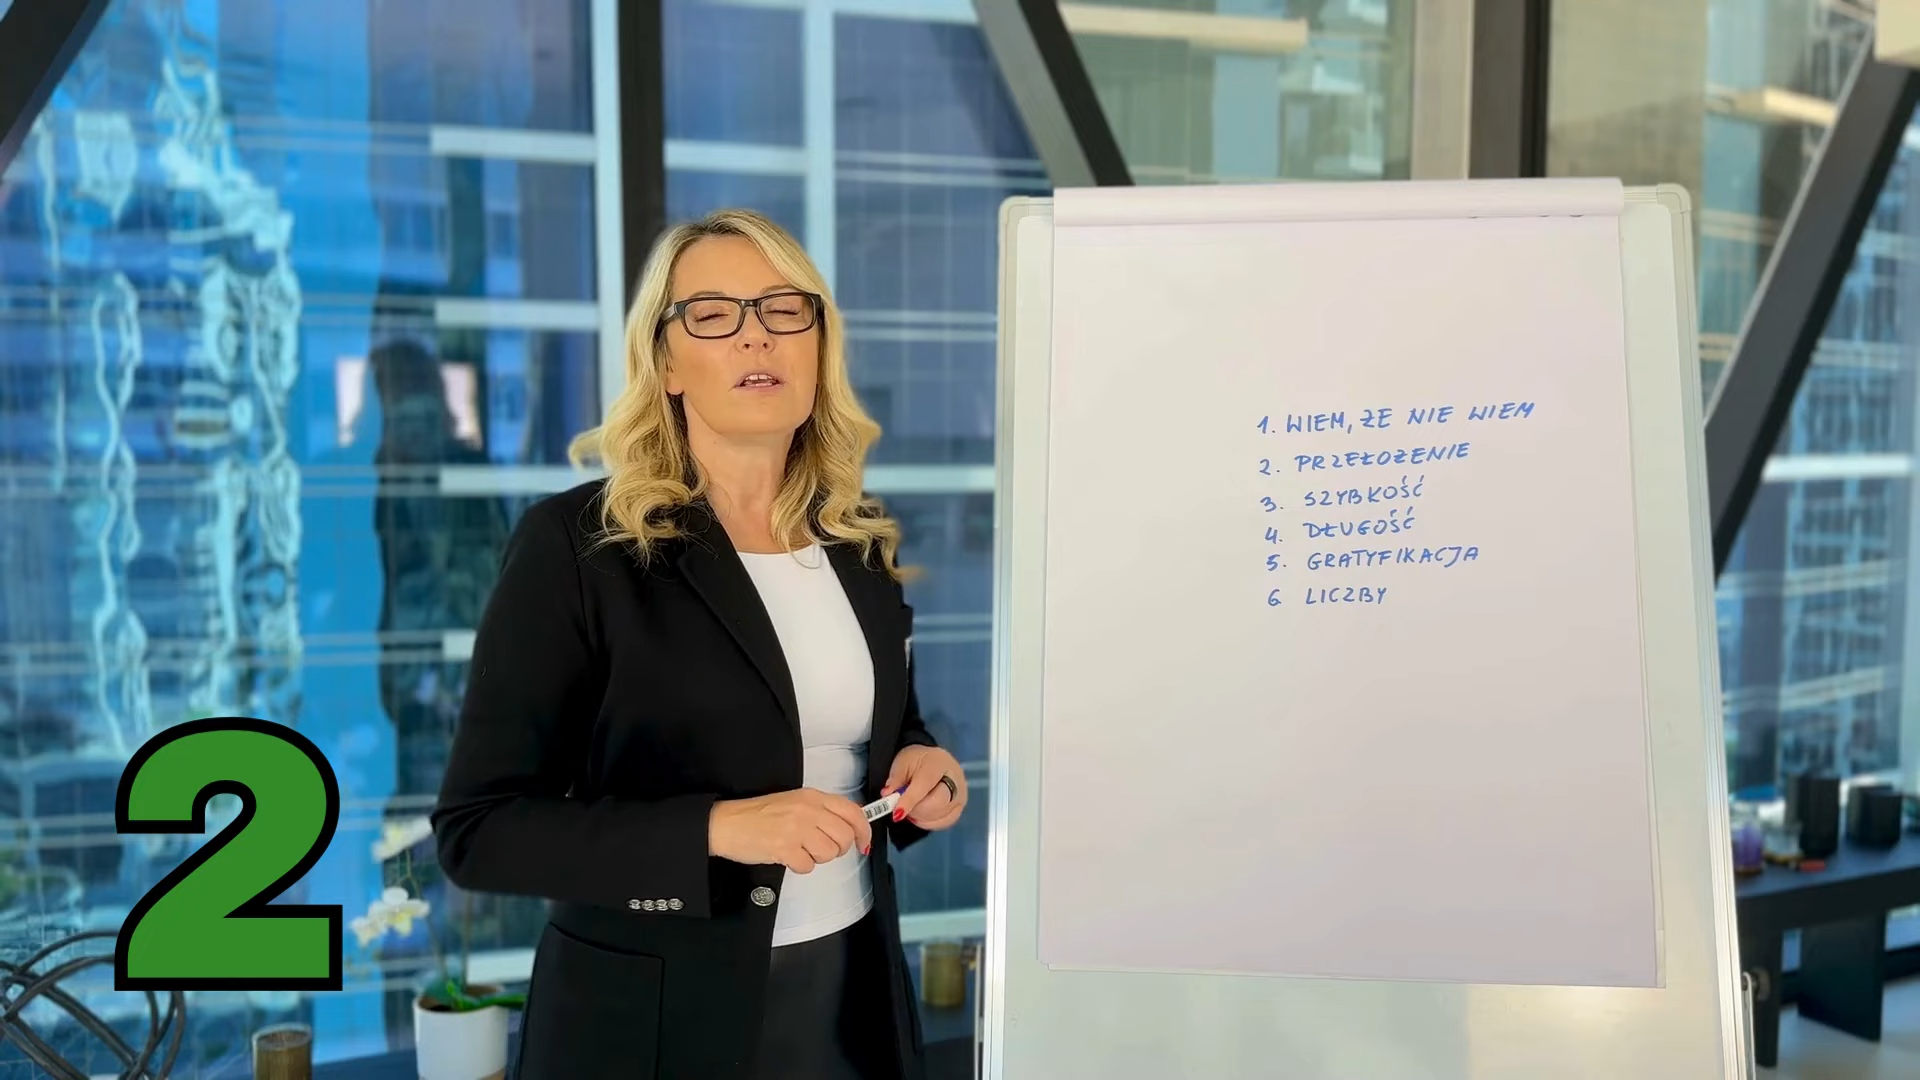 1. WIEM, ŻE NIE WIEM
2. PRZEŁOŻENIE
3. SZYBKOŚĆ
4. DŁUGOŚĆ
5. GRATYFIKACJA
6 LICZBY
2